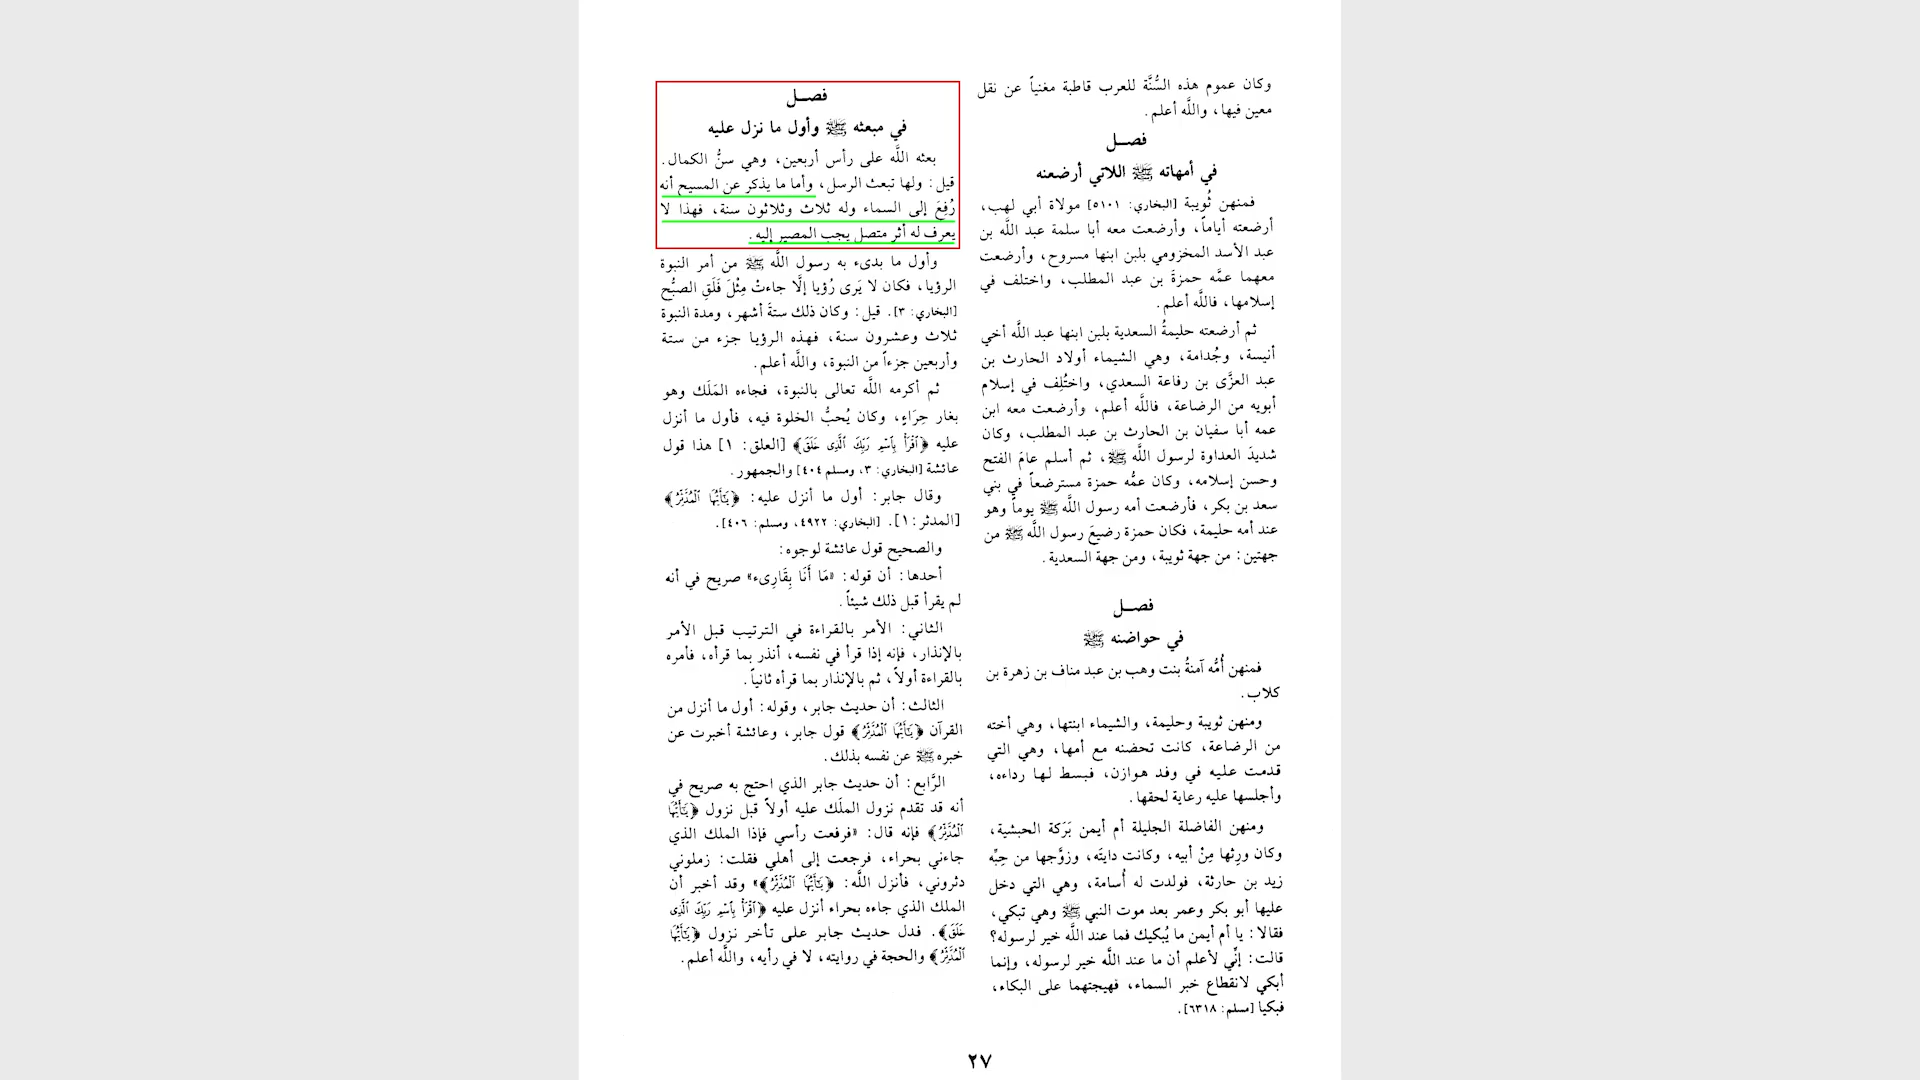 وكان عموم هذه السُّنَّة للعرب قاطبة مغنياً عن نقل
معين فيها، واللَّه أعلم.
فصـل
في أمهاته ﷺ اللاتي أرضعنه
فمنهن ثُويبة [البخاري: ٥١٠١] مولاة أبي لهب،
أرضعته أياماً، وأرضعت معه أبا سلمة عبد اللَّه بن
عبد الأسد المخزومي بلبن ابنها مسروح، وأرضعت
معهما عمَّه حمزةَ بن عبد المطلب، واختلف في
إسلامها، فاللَّه أعلم.
ثم أرضعته حليمةُ السعدية بلبن ابنها عبد اللَّه أخي
أنيسة، وجُدامة، وهي الشيماء أولاد الحارث بن
عبد العزَّى بن رفاعة السعدي، واختُلِف في إسلام
أبويه من الرضاعة، فاللَّه أعلم، وأرضعت معه ابن
عمه أبا سفيان بن الحارث بن عبد المطلب، وكان
شديدَ العداوة لرسول اللَّه ﷺ، ثم أسلم عامَ الفتح
وحسن إسلامه، وكان عمُّه حمزة مسترضعاً في بني
سعد بن بكر، فأرضعت أمه رسول اللَّه ﷺ يوماً وهو
عند أمه حليمة، فكان حمزة رضيعَ رسول اللَّه ﷺ من
جهتين: من جهة ثويبة، ومن جهة السعدية.
فصـل
في حواضنه ﷺ
فمنهن أُمُّه آمنةُ بنت وهب بن عبد مناف بن زهرة بن
كلاب.
ومنهن ثويبة وحليمة، والشيماء ابنتها، وهي أخته
من الرضاعة، كانت تحضنه مع أمها، وهي التي
قدمت عليه في وفد هوازن، فبسط لها رداءه،
وأجلسها عليه رعاية لحقها.
ومنهن الفاضلة الجليلة أم أيمن بَرَكة الحبشية،
وكان ورِثها مِنْ أبيه، وكانت دايتَه، وزوَّجها من حِبِّه
زيد بن حارثة، فولدت له أُسامة، وهي التي دخل
عليها أبو بكر وعمر بعد موت النبي ﷺ وهي تبكي،
فقالا: يا أم أيمن ما يُبكيك فما عند اللَّه خير لرسوله؟
قالت: إنِّي لأعلم أن ما عند اللَّه خير لرسوله، وإنما
أبكي لانقطاع خبر السماء، فهيجتهما على البكاء،
فبكيا [مسلم: ٦٣١٨].
فصـل
في مبعثه ﷺ وأول ما نزل عليه
بعثه اللَّه على رأس أربعين، وهي سنُّ الكمال.
قيل: ولها تبعث الرسل، وأما ما يذكر عن المسيح أنه
رُفِعَ إلى السماء وله ثلاث وثلاثون سنة، فهذا لا
يعرف له أثر متصل يجب المصير إليه.
وأول ما بدىء به رسول اللَّه ﷺ من أمر النبوة
الرؤيا، فكان لا يَرى رُؤيا إلَّا جاءتْ مِثْلَ فَلَقِ الصبُّح
[البخاري: ٣]. قيل: وكان ذلك ستةَ أشهر، ومدة النبوة
ثلاث وعشرون سنة، فهذه الرؤيا جزء من ستة
وأربعين جزءاً من النبوة، واللَّه أعلم.
ثم أكرمه اللَّه تعالى بالنبوة، فجاءه المَلَك وهو
بغار حِرَاءٍ، وكان يُحبُّ الخلوة فيه، فأول ما أنزل
عليه ﴿ٱقْرَأْ بِٱسْمِ رَبِّكَ ٱلَّذِى خَلَقَ﴾ [العلق: ١] هذا قول
عائشة [البخاري: ٣، ومسلم ٤٠٤] والجمهور.
وقال جابر: أول ما أنزل عليه: ﴿يَٰٓأَيُّهَا ٱلْمُدَّثِّرُ﴾
[المدثر: ١]. [البخاري: ٤٩٢٢، ومسلم: ٤٠٦].
والصحيح قول عائشة لوجوه:
أحدها: أن قوله: «مَا أَنَا بِقَارِىء» صريح في أنه
لم يقرأ قبل ذلك شيئاً.
الثاني: الأمر بالقراءة في الترتيب قبل الأمر
بالإنذار، فإنه إذا قرأ في نفسه، أنذر بما قرأه، فأمره
بالقراءة أولاً، ثم بالإنذار بما قرأه ثانياً.
الثالث: أن حديث جابر، وقوله: أول ما أنزل من
القرآن ﴿يَٰٓأَيُّهَا ٱلْمُدَّثِّرُ﴾ قول جابر، وعائشة أخبرت عن
خبره ﷺ عن نفسه بذلك.
الرَّابع: أن حديث جابر الذي احتج به صريح في
أنه قد تقدم نزول الملَك عليه أولاً قبل نزول ﴿يَٰٓأَيُّهَا
ٱلْمُدَّثِّرُ﴾ فإنه قال: «فرفعت رأسي فإذا الملك الذي
جاءني بحراء، فرجعت إلى أهلي فقلت: زملوني
دثروني، فأنزل اللَّه: ﴿يَٰٓأَيُّهَا ٱلْمُدَّثِّرُ﴾» وقد أخبر أن
الملك الذي جاءه بحراء أنزل عليه ﴿ٱقْرَأْ بِٱسْمِ رَبِّكَ ٱلَّذِى
خَلَقَ﴾. فدل حديث جابر على تأخر نزول ﴿يَٰٓأَيُّهَا
ٱلْمُدَّثِّرُ﴾ والحجة في روايته، لا في رأيه، واللَّه أعلم.
٢٧